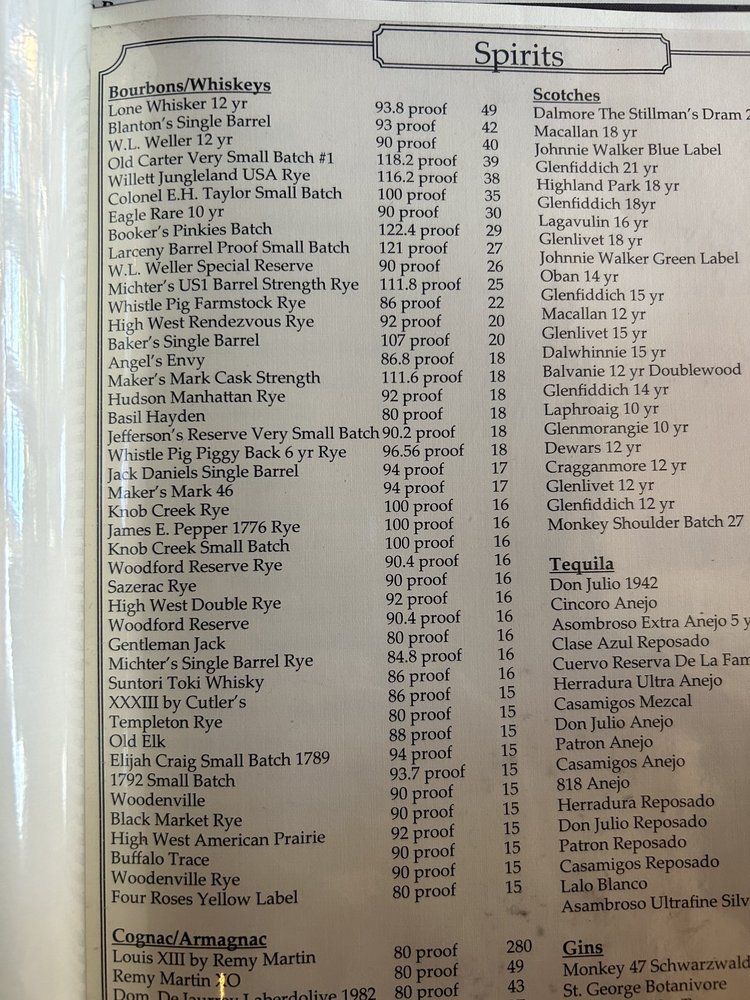 Spirits
Bourbons/Whiskeys
Lone Whisker 12 yr 93.8 proof 49
Blanton's Single Barrel 93 proof 42
W.L. Weller 12 yr 90 proof 40
Old Carter Very Small Batch #1 118.2 proof 39
Willett Jungleland USA Rye 116.2 proof 38
Colonel E.H. Taylor Small Batch 100 proof 35
Eagle Rare 10 yr 90 proof 30
Booker's Pinkies Batch 122.4 proof 29
Larceny Barrel Proof Small Batch 121 proof 27
W.L. Weller Special Reserve 90 proof 26
Michter's US1 Barrel Strength Rye 111.8 proof 25
Whistle Pig Farmstock Rye 86 proof 22
High West Rendezvous Rye 92 proof 20
Baker's Single Barrel 107 proof 20
Angel's Envy 86.8 proof 18
Maker's Mark Cask Strength 111.6 proof 18
Hudson Manhattan Rye 92 proof 18
Basil Hayden 80 proof 18
Jefferson's Reserve Very Small Batch 90.2 proof 18
Whistle Pig Piggy Back 6 yr Rye 96.56 proof 18
Jack Daniels Single Barrel 94 proof 17
Maker's Mark 46 94 proof 17
Knob Creek Rye 100 proof 16
James E. Pepper 1776 Rye 100 proof 16
Knob Creek Small Batch 100 proof 16
Woodford Reserve Rye 90.4 proof 16
Sazerac Rye 90 proof 16
High West Double Rye 92 proof 16
Woodford Reserve 90.4 proof 16
Gentleman Jack 80 proof 16
Michter's Single Barrel Rye 84.8 proof 16
Suntori Toki Whisky 86 proof 16
XXXIII by Cutler's 86 proof 15
Templeton Rye 80 proof 15
Old Elk 88 proof 15
Elijah Craig Small Batch 1789 94 proof 15
1792 Small Batch 93.7 proof 15
Woodenville 90 proof 15
Black Market Rye 90 proof 15
High West American Prairie 92 proof 15
Buffalo Trace 90 proof 15
Woodenville Rye 90 proof 15
Four Roses Yellow Label 80 proof 15
Cognac/Armagnac
Louis XIII by Remy Martin 80 proof 280
Remy Martin XO 80 proof 49
Dom. De Jaurrey Laberdolive 1982 80 proof 43
Scotches
Dalmore The Stillman's Dram
Macallan 18 yr
Johnnie Walker Blue Label
Glenfiddich 21 yr
Highland Park 18 yr
Glenfiddich 18yr
Lagavulin 16 yr
Glenlivet 18 yr
Johnnie Walker Green Label
Oban 14 yr
Glenfiddich 15 yr
Macallan 12 yr
Glenlivet 15 yr
Dalwhinnie 15 yr
Balvanie 12 yr Doublewood
Glenfiddich 14 yr
Laphroaig 10 yr
Glenmorangie 10 yr
Dewars 12 yr
Cragganmore 12 yr
Glenlivet 12 yr
Glenfiddich 12 yr
Monkey Shoulder Batch 27
Tequila
Don Julio 1942
Cincoro Anejo
Asombroso Extra Añejo 5 y
Clase Azul Reposado
Cuervo Reserva De La Fam
Herradura Ultra Anejo
Casamigos Mezcal
Don Julio Anejo
Patron Anejo
Casamigos Anejo
818 Anejo
Herradura Reposado
Don Julio Reposado
Patron Reposado
Casamigos Reposado
Lalo Blanco
Asambroso Ultrafine Silv
Gins
Monkey 47 Schwarzwald
St. George Botanivore